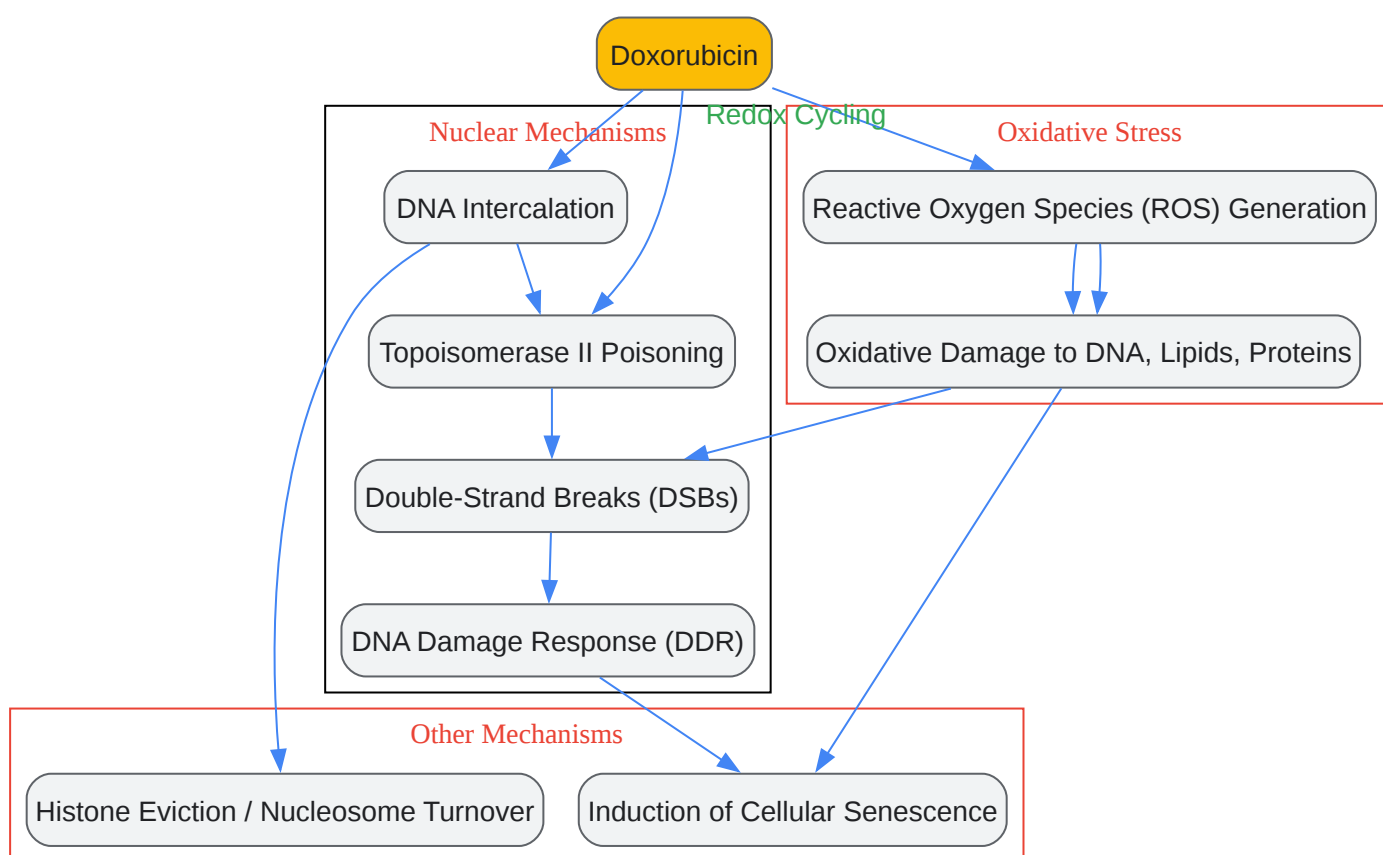 Doxorubicin
Redox Cycling
Nuclear Mechanisms
Oxidative Stress
DNA Intercalation
Reactive Oxygen Species (ROS) Generation
Topoisomerase II Poisoning
Oxidative Damage to DNA, Lipids, Proteins
Double-Strand Breaks (DSBs)
DNA Damage Response (DDR)
Other Mechanisms
Histone Eviction / Nucleosome Turnover
Induction of Cellular Senescence